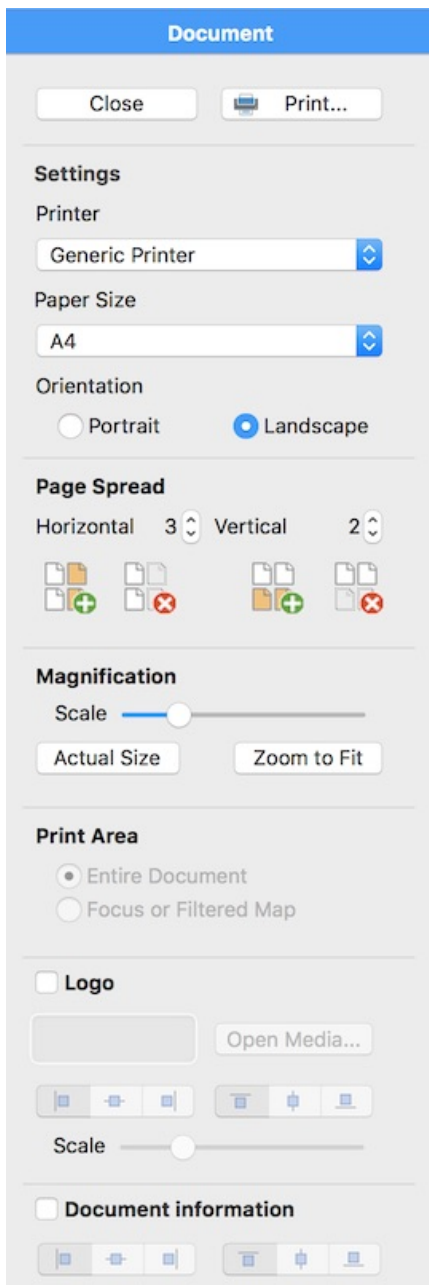 Document
Close Print...
Settings
Printer
Generic Printer
Paper Size
A4
Orientation
Portrait Landscape
Page Spread
Horizontal 3 Vertical 2
Magnification
Scale
Actual Size Zoom to Fit
Print Area
Entire Document
Focus or Filtered Map
Logo
Open Media...
Scale
Document information